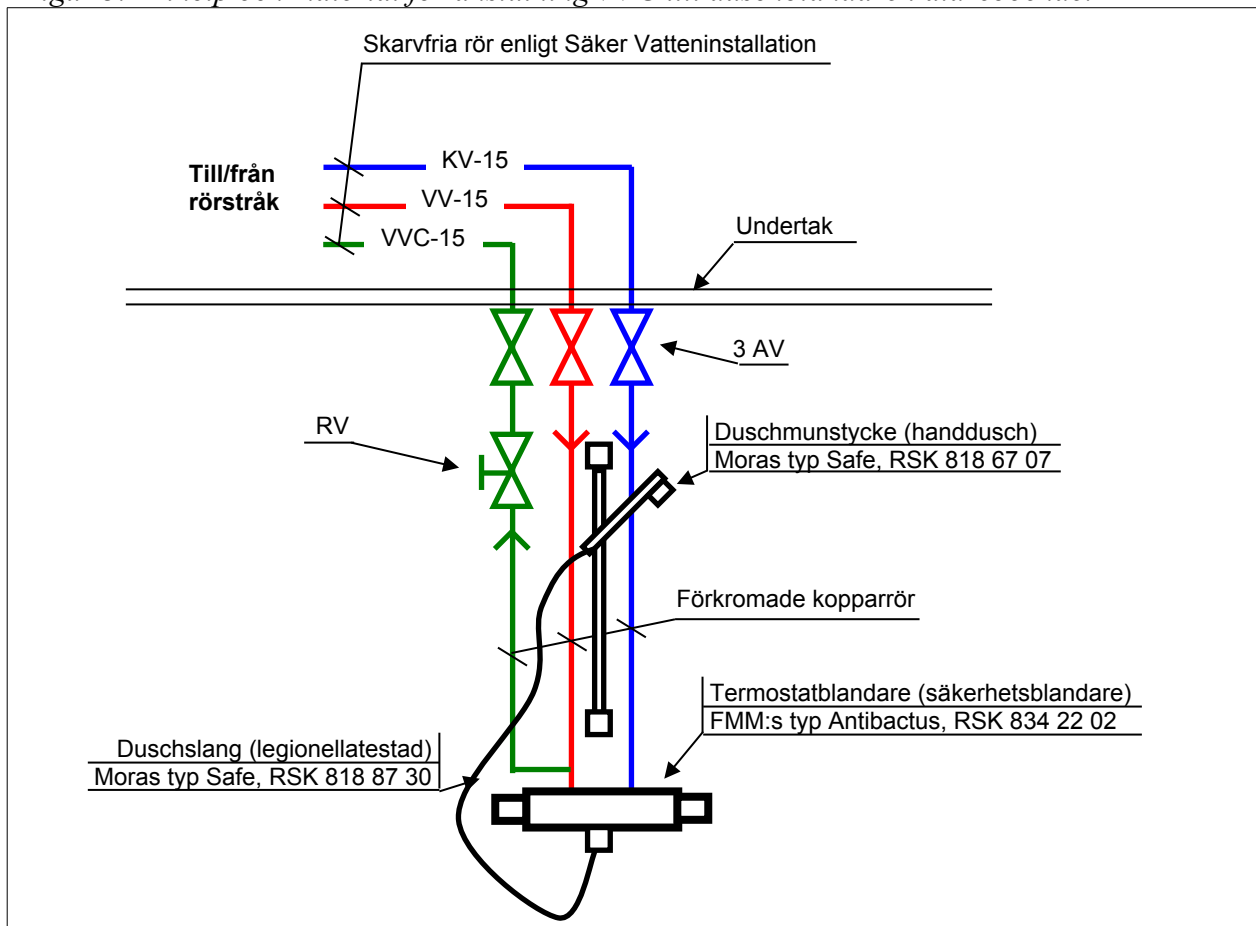 Skarvfria rör enligt Säker Vatteninstallation
KV-15
Till/från
rörstråk
VV-15
VVC-15
Undertak
3 AV
RV
Duschmunstycke (handdusch)
Moras typ Safe, RSK 818 67 07
Förkromade kopparrör
Termostatblandare (säkerhetsblandare)
FMM:s typ Antibactus, RSK 834 22 02
Duschslang (legionellatestad)
Moras typ Safe, RSK 818 87 30